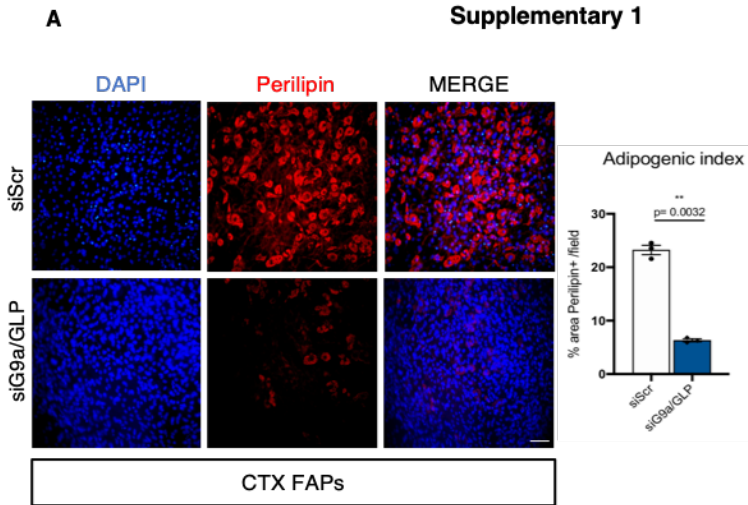 Supplementary 1
A
DAPI
Perilipin
MERGE
siScr
siG9a/GLP
CTX FAPs
Adipogenic index
**
p= 0.0032
% area Perilipin+ /field
30
20
10
0
siScr
siG9a/GLP